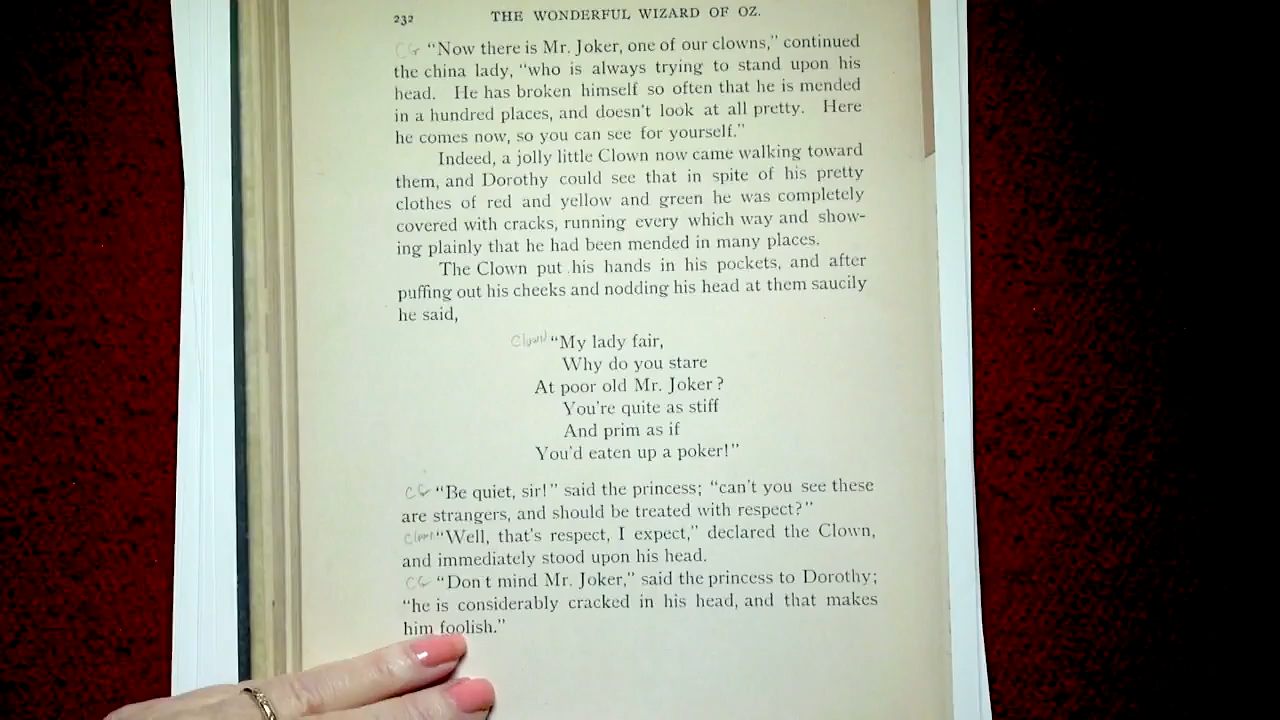 232 THE WONDERFUL WIZARD OF OZ.
"Now there is Mr. Joker, one of our clowns," continued
the china lady, "who is always trying to stand upon his
head. He has broken himself so often that he is mended
in a hundred places, and doesn't look at all pretty. Here
he comes now, so you can see for yourself."
Indeed, a jolly little Clown now came walking toward
them, and Dorothy could see that in spite of his pretty
clothes of red and yellow and green he was completely
covered with cracks, running every which way and show-
ing plainly that he had been mended in many places.
The Clown put his hands in his pockets, and after
puffing out his cheeks and nodding his head at them saucily
he said,
Clown "My lady fair,
Why do you stare
At poor old Mr. Joker?
You're quite as stiff
And prim as if
You'd eaten up a poker!"
"Be quiet, sir!" said the princess; "can't you see these
are strangers, and should be treated with respect?"
Clown "Well, that's respect, I expect," declared the Clown,
and immediately stood upon his head.
"Don t mind Mr. Joker," said the princess to Dorothy;
"he is considerably cracked in his head, and that makes
him foolish."